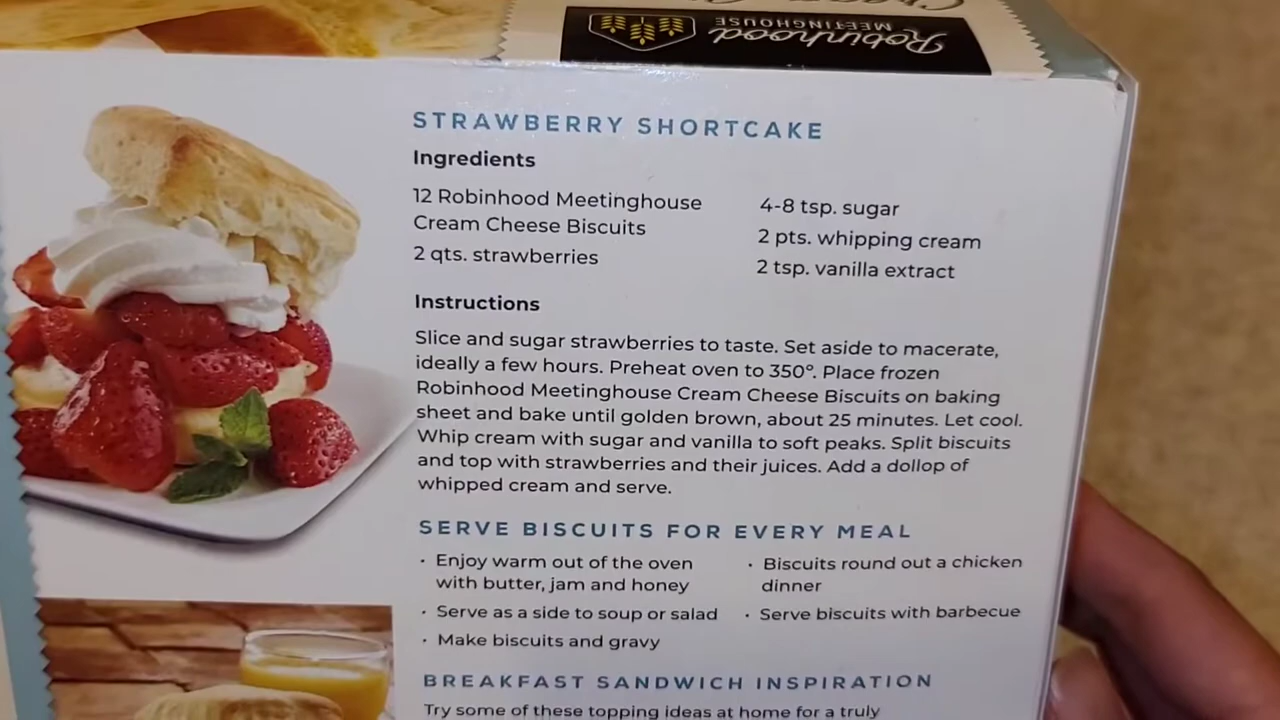 Robinhood
MEETINGHOUSE
STRAWBERRY SHORTCAKE
Ingredients
12 Robinhood Meetinghouse
Cream Cheese Biscuits
2 qts. strawberries
4-8 tsp. sugar
2 pts. whipping cream
2 tsp. vanilla extract
Instructions
Slice and sugar strawberries to taste. Set aside to macerate,
ideally a few hours. Preheat oven to 350°. Place frozen
Robinhood Meetinghouse Cream Cheese Biscuits on baking
sheet and bake until golden brown, about 25 minutes. Let cool.
Whip cream with sugar and vanilla to soft peaks. Split biscuits
and top with strawberries and their juices. Add a dollop of
whipped cream and serve.
SERVE BISCUITS FOR EVERY MEAL
· Enjoy warm out of the oven
with butter, jam and honey
· Serve as a side to soup or salad
· Make biscuits and gravy
· Biscuits round out a chicken
dinner
· Serve biscuits with barbecue
BREAKFAST SANDWICH INSPIRATION
Try some of these topping ideas at home for a truly